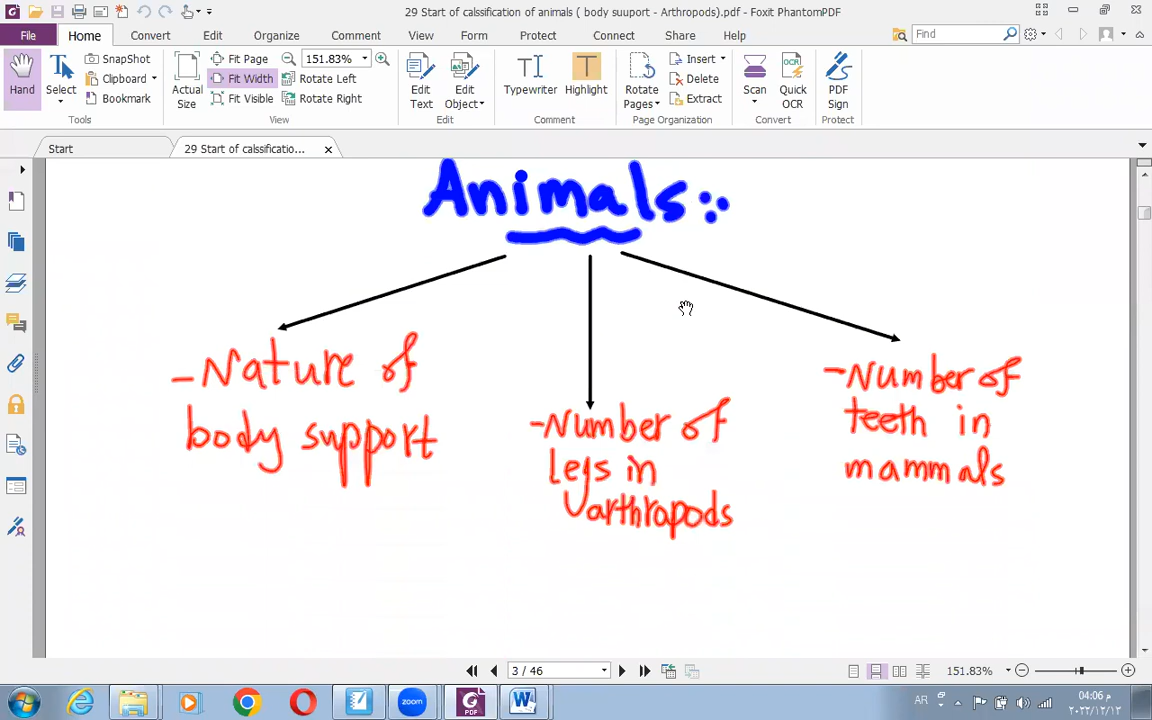 29 Start of calssification of animals ( body suuport - Arthropods).pdf - Foxit PhantomPDF
File Home Convert Edit Organize Comment View Form Protect Connect Share Help Find
Hand
Select
SnapShot
Clipboard
Bookmark
Actual Size
Fit Page
Fit Width
Fit Visible
151.83%
Rotate Left
Rotate Right
Edit Text
Edit Object
Typewriter
Highlight
Rotate Pages
Insert
Delete
Extract
Scan
Quick OCR
PDF Sign
Tools View Edit Comment Page Organization Convert Protect
Start 29 Start of calssificatio...
Animals:
-Nature of
body support
-Number of
legs in
arthropods
-Number of
teeth in
mammals
3 / 46 151.83%
zoom PDF AR 04:06 م
٢٠٢٢/١٢/١٣